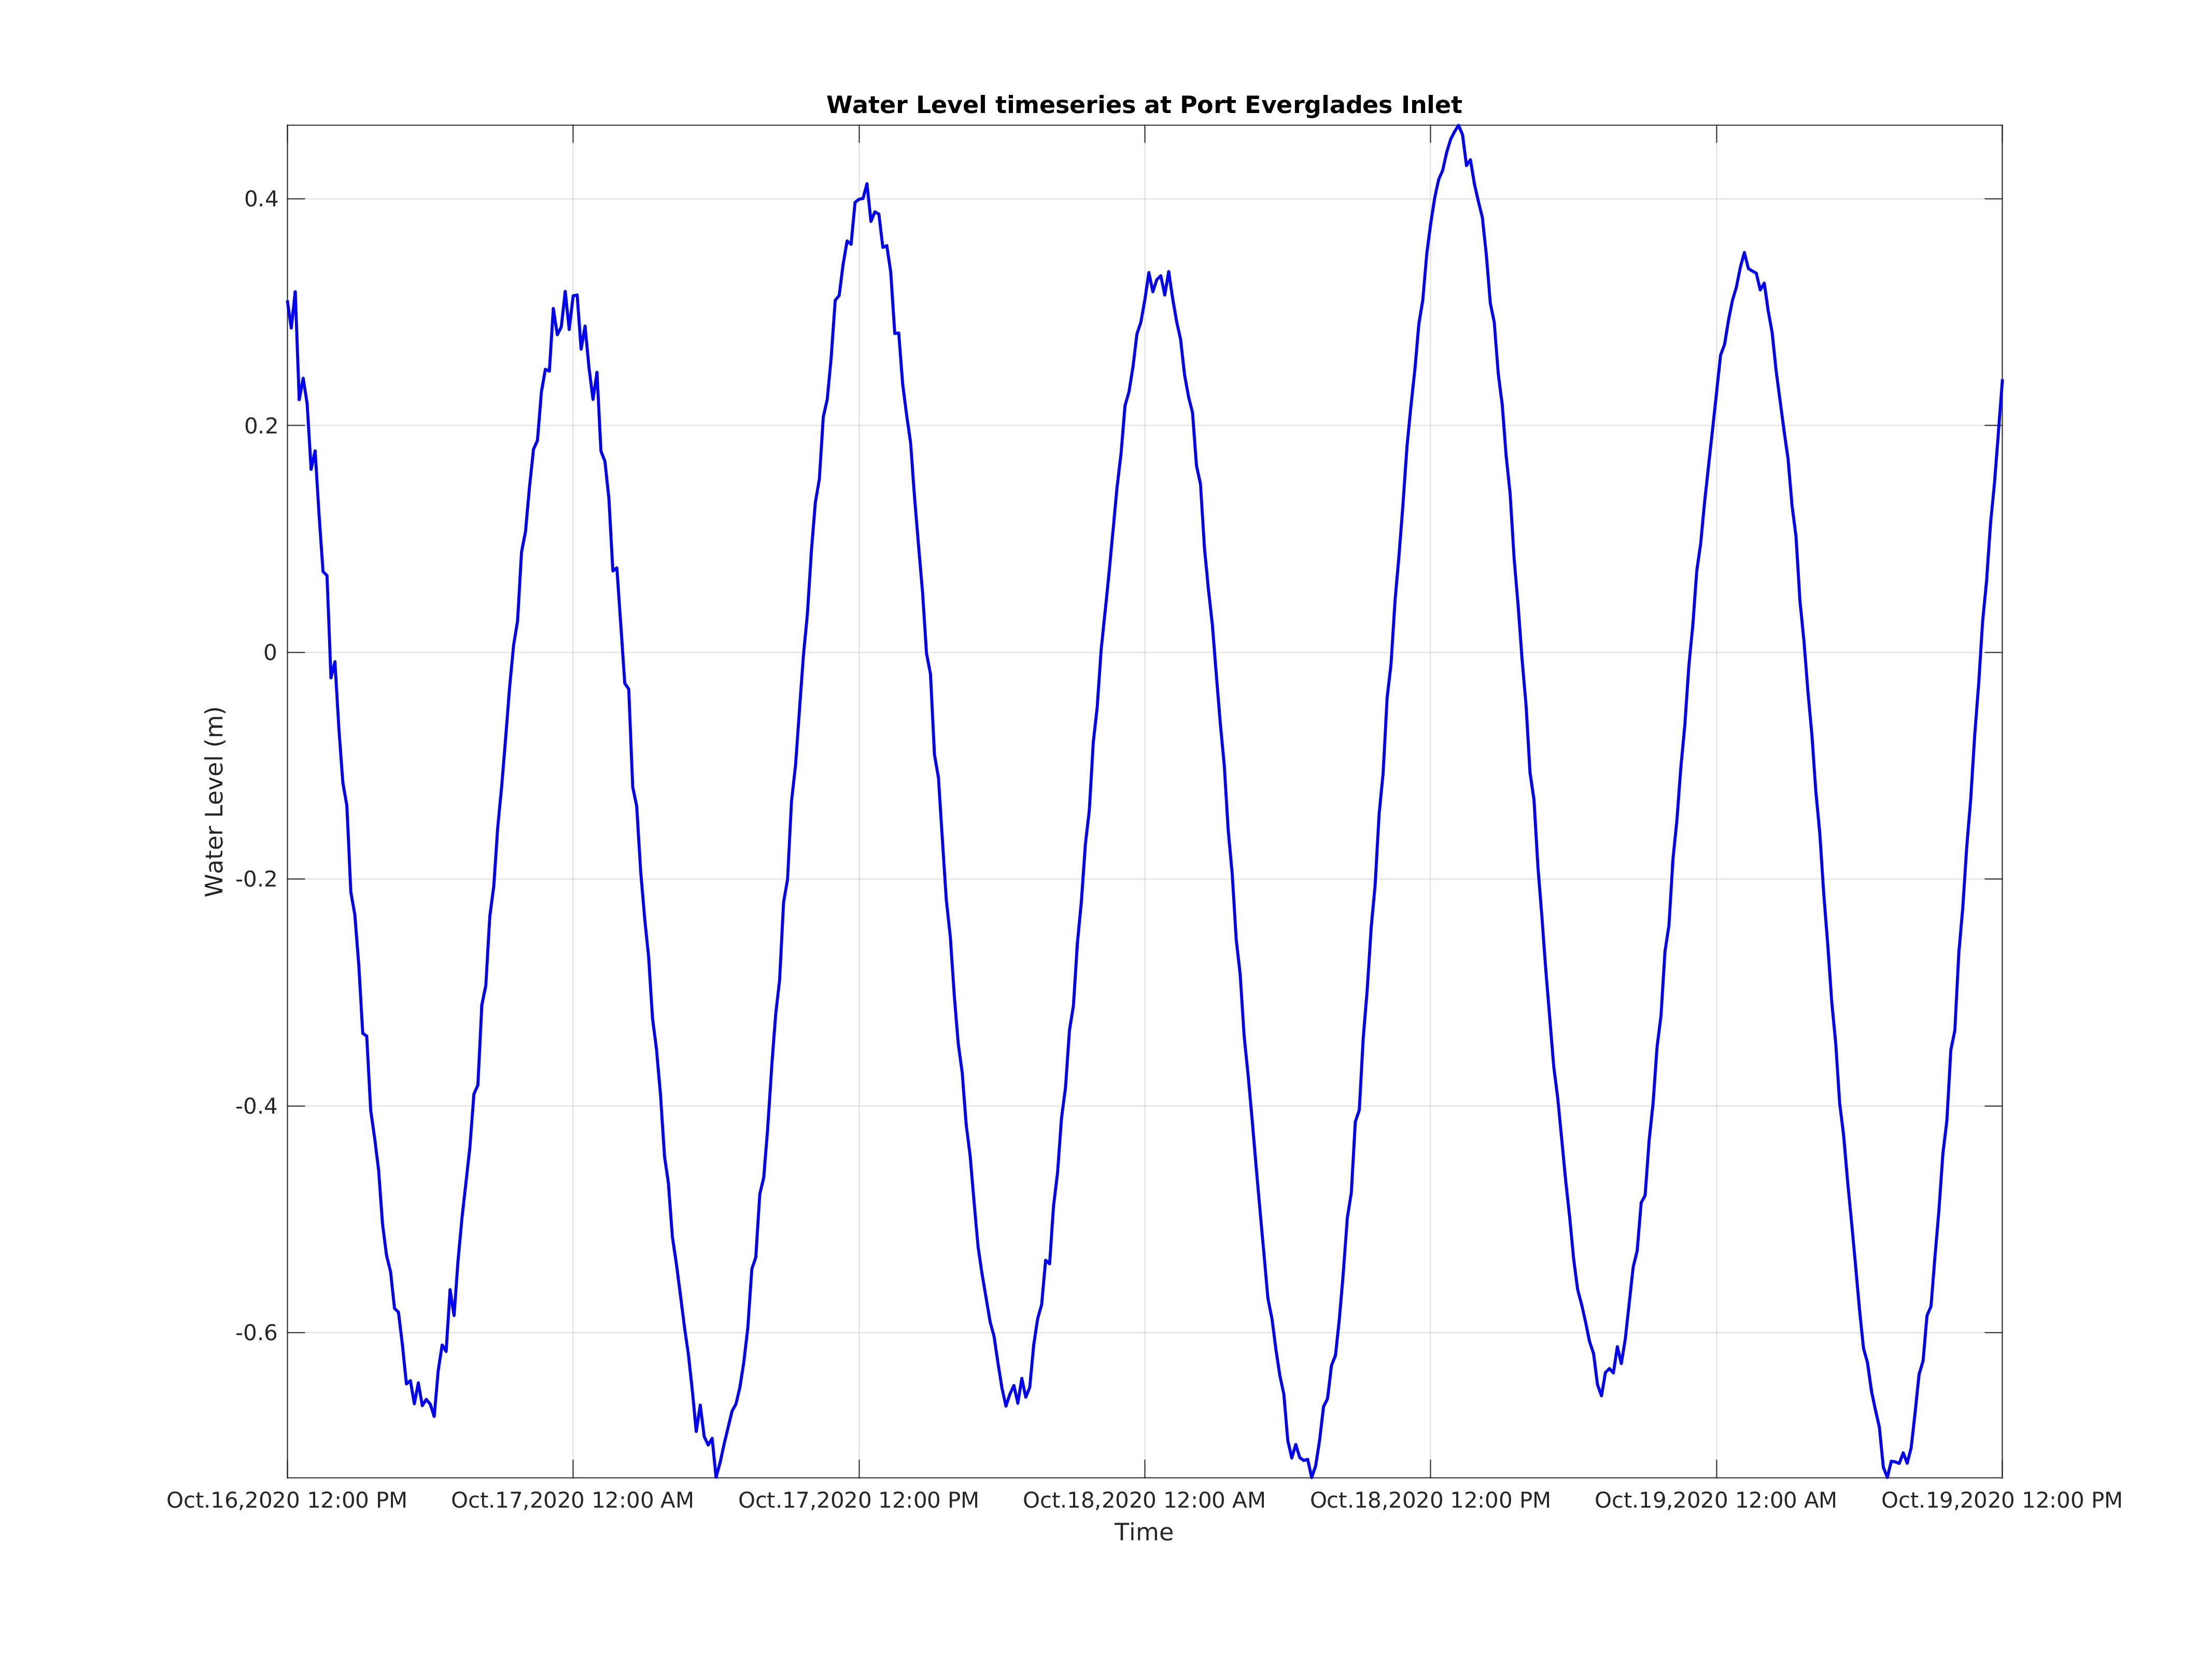 Water Level timeseries at Port Everglades Inlet
0.4
0.2
0
-0.2
-0.4
-0.6
Water Level (m)
Oct.16,2020 12:00 PM Oct.17,2020 12:00 AM Oct.17,2020 12:00 PM Oct.18,2020 12:00 AM Oct.18,2020 12:00 PM Oct.19,2020 12:00 AM Oct.19,2020 12:00 PM
Time